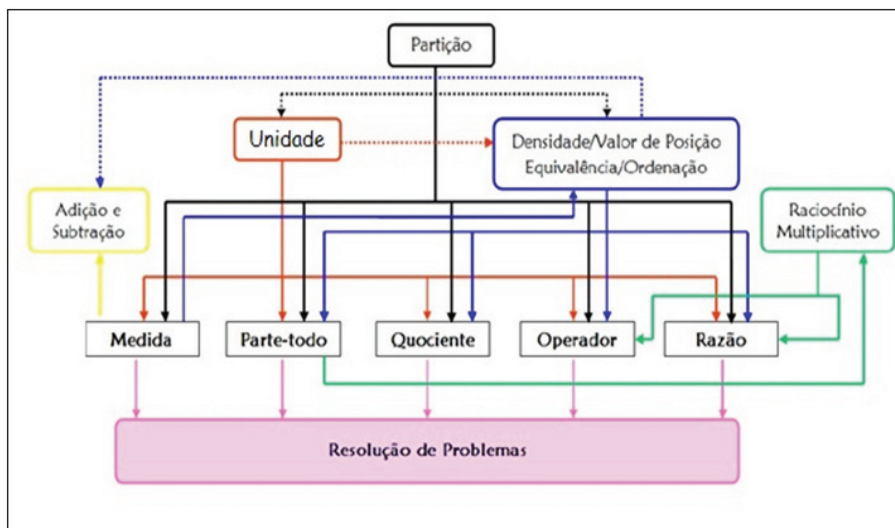 Partição
Unidade
Densidade/Valor de Posição
Equivalência/Ordenação
Adição e
Subtração
Raciocínio
Multiplicativo
Medida
Parte-todo
Quociente
Operador
Razão
Resolução de Problemas